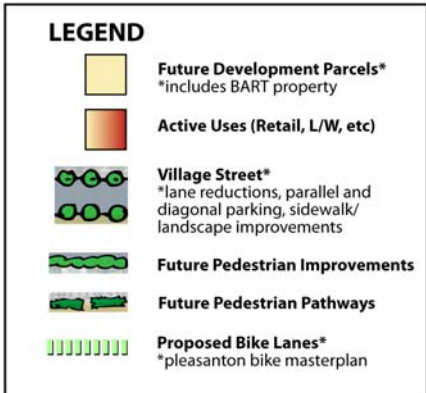 LEGEND
Future Development Parcels*
*includes BART property
Active Uses (Retail, L/W, etc)
Village Street*
*lane reductions, parallel and
diagonal parking, sidewalk/
landscape improvements
Future Pedestrian Improvements
Future Pedestrian Pathways
Proposed Bike Lanes*
*pleasanton bike masterplan